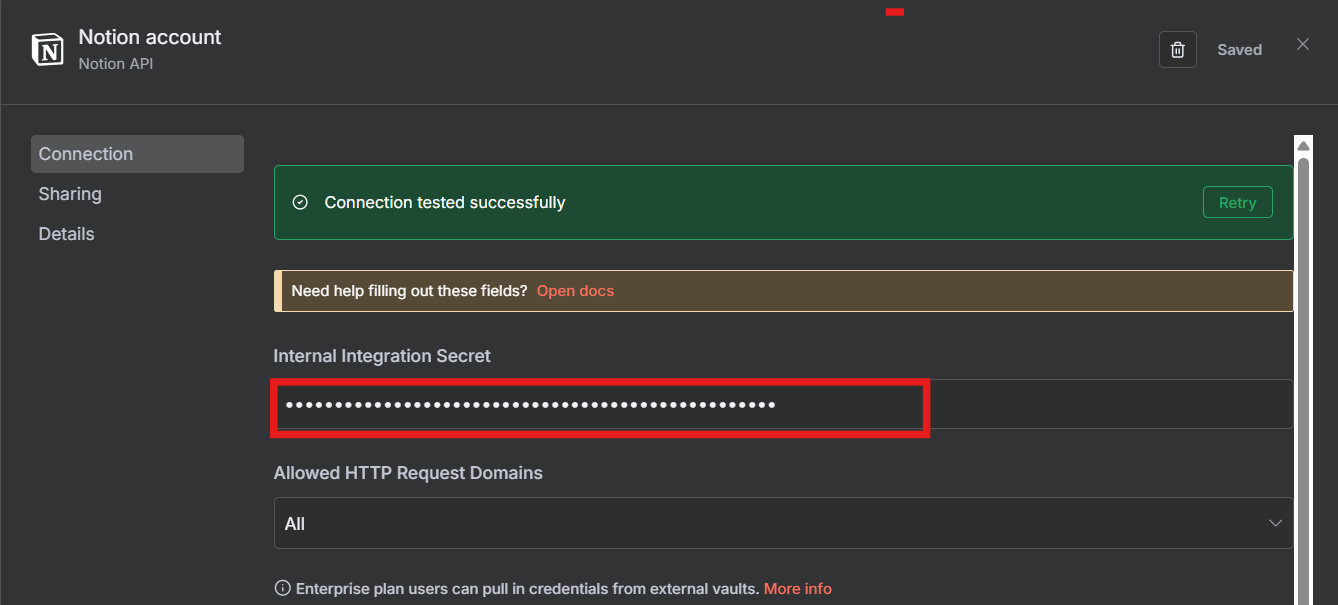 Notion account
Notion API
Saved
Connection
Sharing
Details
Connection tested successfully
Retry
Need help filling out these fields? Open docs
Internal Integration Secret
••••••••••••••••••••••••••••••••••••••••••••••••••
Allowed HTTP Request Domains
All
Enterprise plan users can pull in credentials from external vaults. More info